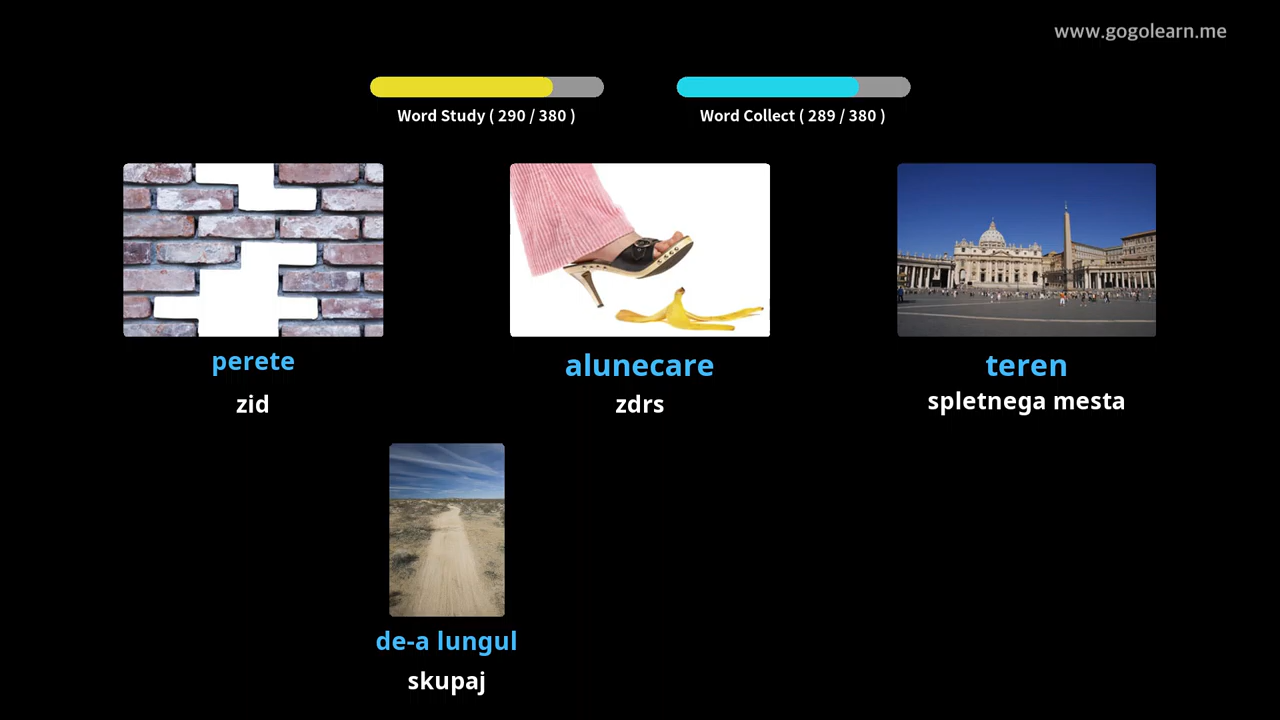 www.gogolearn.me
Word Study ( 290 / 380 )
Word Collect ( 289 / 380 )
perete
zid
alunecare
zdrs
teren
spletnega mesta
de-a lungul
skupaj